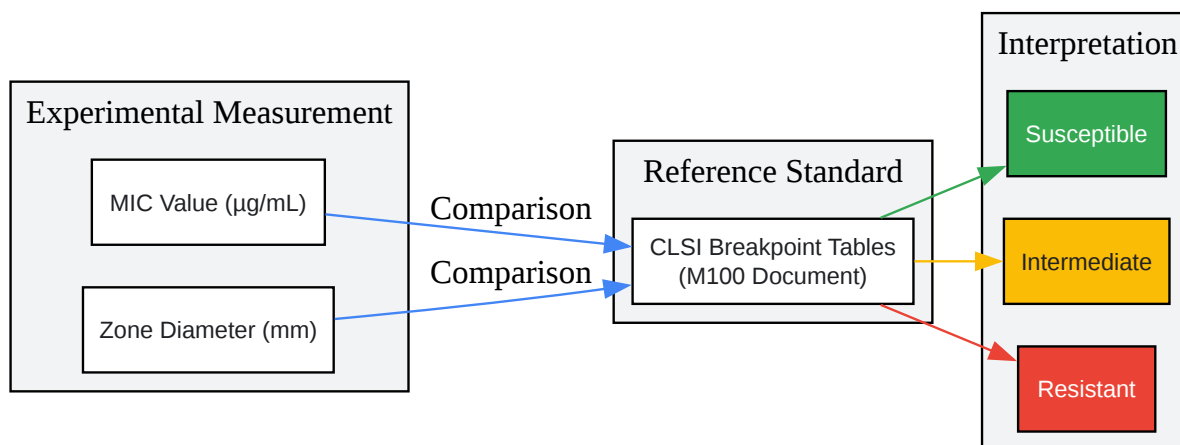 Experimental Measurement
MIC Value (µg/mL)
Zone Diameter (mm)
Comparison
Comparison
Reference Standard
CLSI Breakpoint Tables
(M100 Document)
Interpretation
Susceptible
Intermediate
Resistant